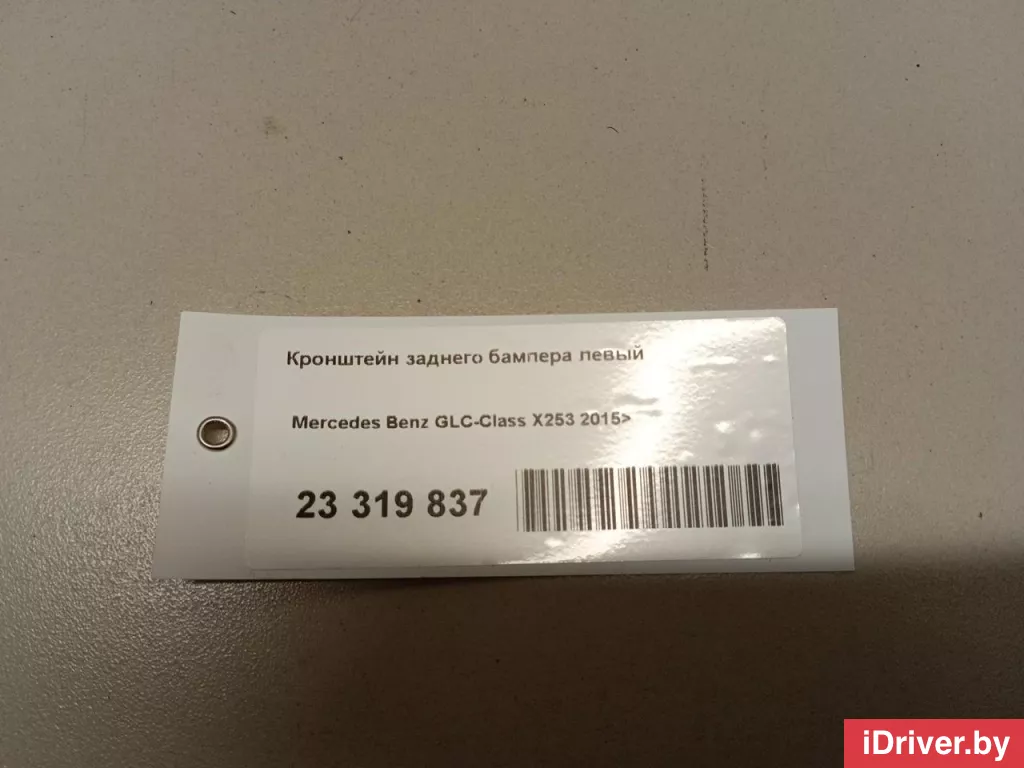 Кронштейн заднего бампера левый
Mercedes Benz GLC-Class X253 2015>
23 319 837
iDriver.by